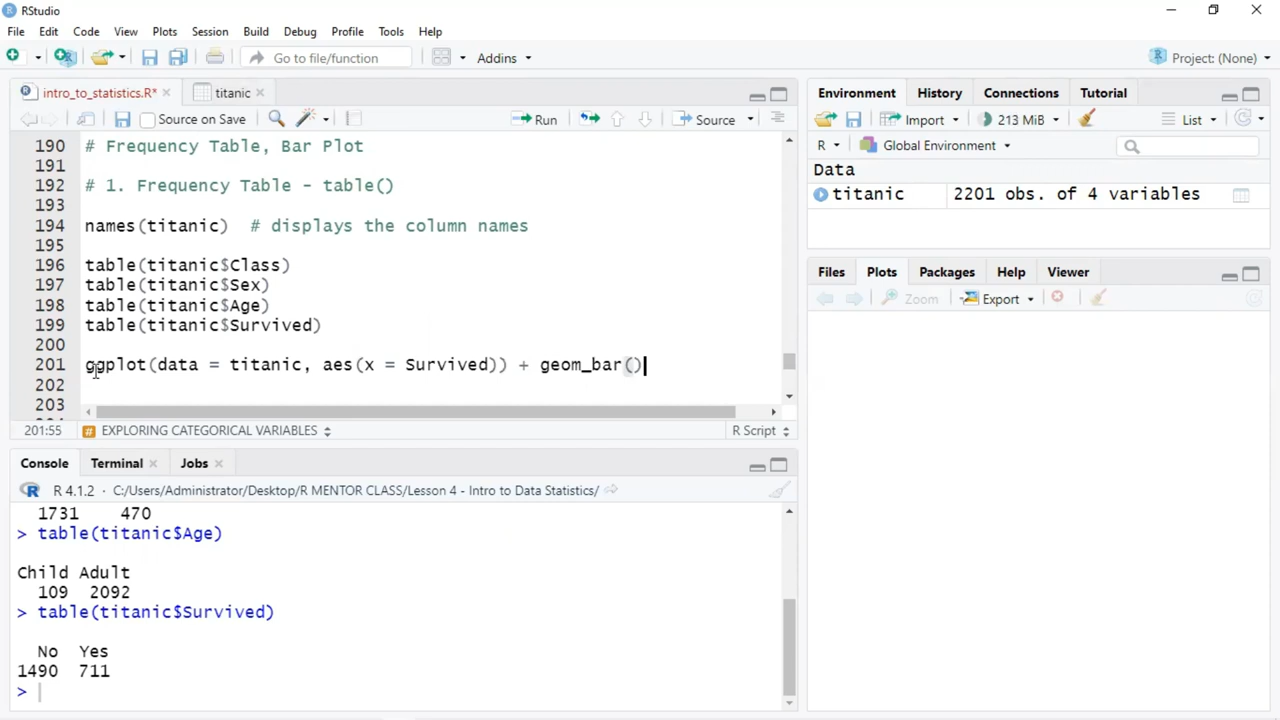 RStudio
File Edit Code View Plots Session Build Debug Profile Tools Help
Go to file/function Addins Project: (None)
intro_to_statistics.R* titanic
Source on Save Run Source
190 # Frequency Table, Bar Plot
191
192 # 1. Frequency Table - table()
193
194 names(titanic)  # displays the column names
195
196 table(titanic$Class)
197 table(titanic$Sex)
198 table(titanic$Age)
199 table(titanic$Survived)
200
201 ggplot(data = titanic, aes(x = Survived)) + geom_bar()
202
203
201:55 # EXPLORING CATEGORICAL VARIABLES R Script
Console Terminal Jobs
R 4.1.2 · C:/Users/Administrator/Desktop/R MENTOR CLASS/Lesson 4 - Intro to Data Statistics/
1731 470
> table(titanic$Age)
Child Adult
109 2092
> table(titanic$Survived)
No Yes
1490 711
>
Environment History Connections Tutorial
Import 213 MiB List
R Global Environment
Data
titanic 2201 obs. of 4 variables
Files Plots Packages Help Viewer
Zoom Export